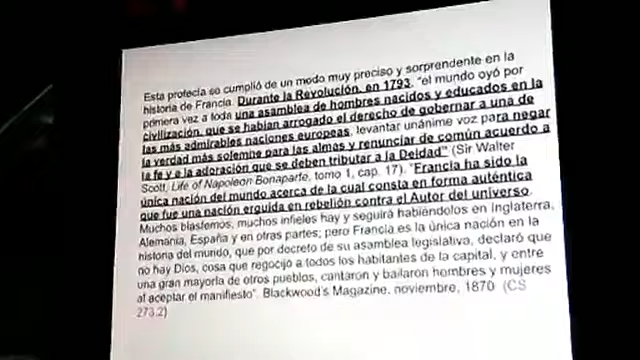 Esta profecía se cumplió de un modo muy preciso y sorprendente en la
historia de Francia. Durante la Revolución, en 1793, "el mundo oyó por
primera vez a toda una asamblea de hombres nacidos y educados en la
civilización, que se habían arrogado el derecho de gobernar a una de
las más admirables naciones europeas, levantar unánime voz para negar
la verdad más solemne para las almas y renunciar de común acuerdo a
la fe y a la adoración que se deben tributar a la Deidad" (Sir Walter
Scott, Life of Napoleon Bonaparte, tomo 1, cap. 17). "Francia ha sido la
única nación del mundo acerca de la cual consta en forma auténtica
que fue una nación erguida en rebelión contra el Autor del universo.
Muchos blasfemos, muchos infieles hay y seguirá habiéndolos en Inglaterra,
Alemania, España y en otras partes; pero Francia es la única nación en la
historia del mundo, que por decreto de su asamblea legislativa, declaró que
no hay Dios, cosa que regocijó a todos los habitantes de la capital, y entre
una gran mayoría de otros pueblos, cantaron y bailaron hombres y mujeres
al aceptar el manifiesto". Blackwood's Magazine, noviembre, 1870 (CS
273.2)